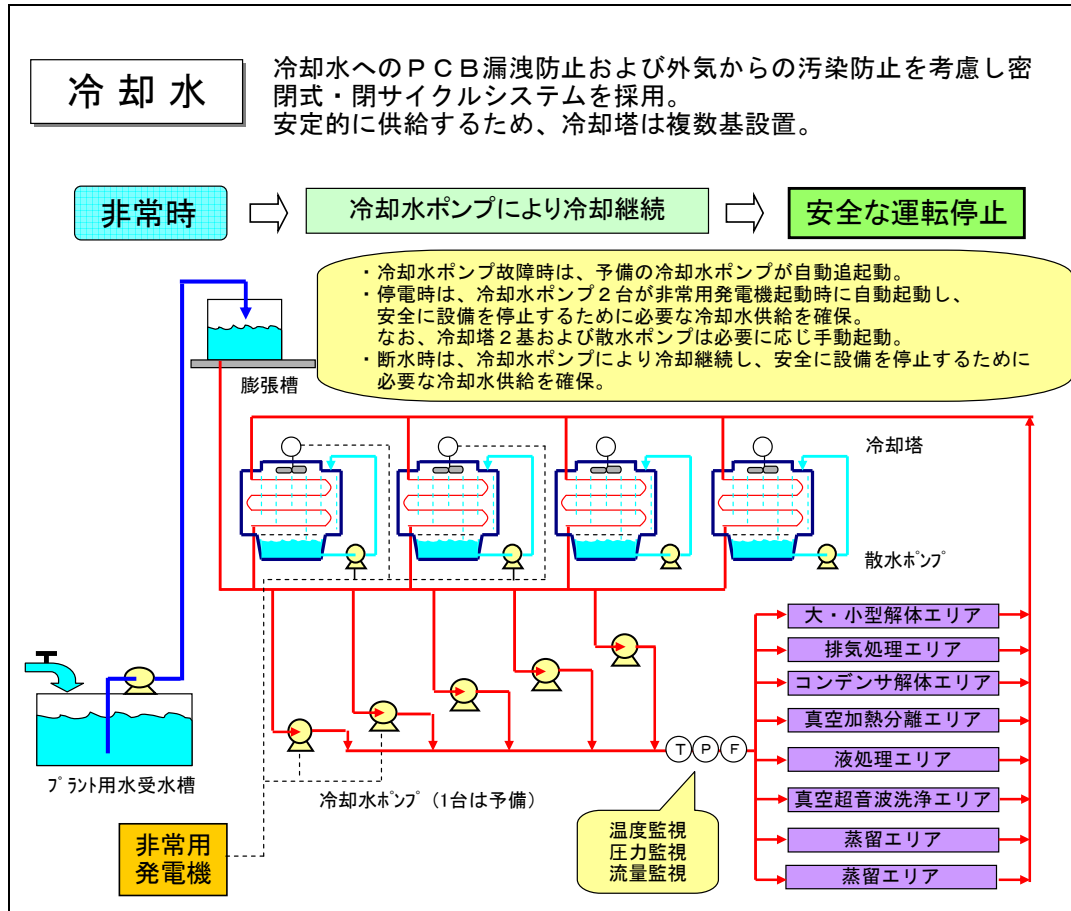 冷却水
冷却水へのＰＣＢ漏洩防止および外気からの汚染防止を考慮し密
閉式・閉サイクルシステムを採用。
安定的に供給するため、冷却塔は複数基設置。
非常時
冷却水ポンプにより冷却継続
安全な運転停止
・冷却水ポンプ故障時は、予備の冷却水ポンプが自動追起動。
・停電時は、冷却水ポンプ２台が非常用発電機起動時に自動起動し、
安全に設備を停止するために必要な冷却水供給を確保。
なお、冷却塔２基および散水ポンプは必要に応じ手動起動。
・断水時は、冷却水ポンプにより冷却継続し、安全に設備を停止するために
必要な冷却水供給を確保。
膨張槽
冷却塔
散水ﾎﾟﾝﾌﾟ
大・小型解体エリア
排気処理エリア
コンデンサ解体エリア
真空加熱分離エリア
液処理エリア
真空超音波洗浄エリア
蒸留エリア
蒸留エリア
T P F
ﾌﾟﾗﾝﾄ用水受水槽
冷却水ﾎﾟﾝﾌﾟ（1台は予備）
温度監視
圧力監視
流量監視
非常用
発電機